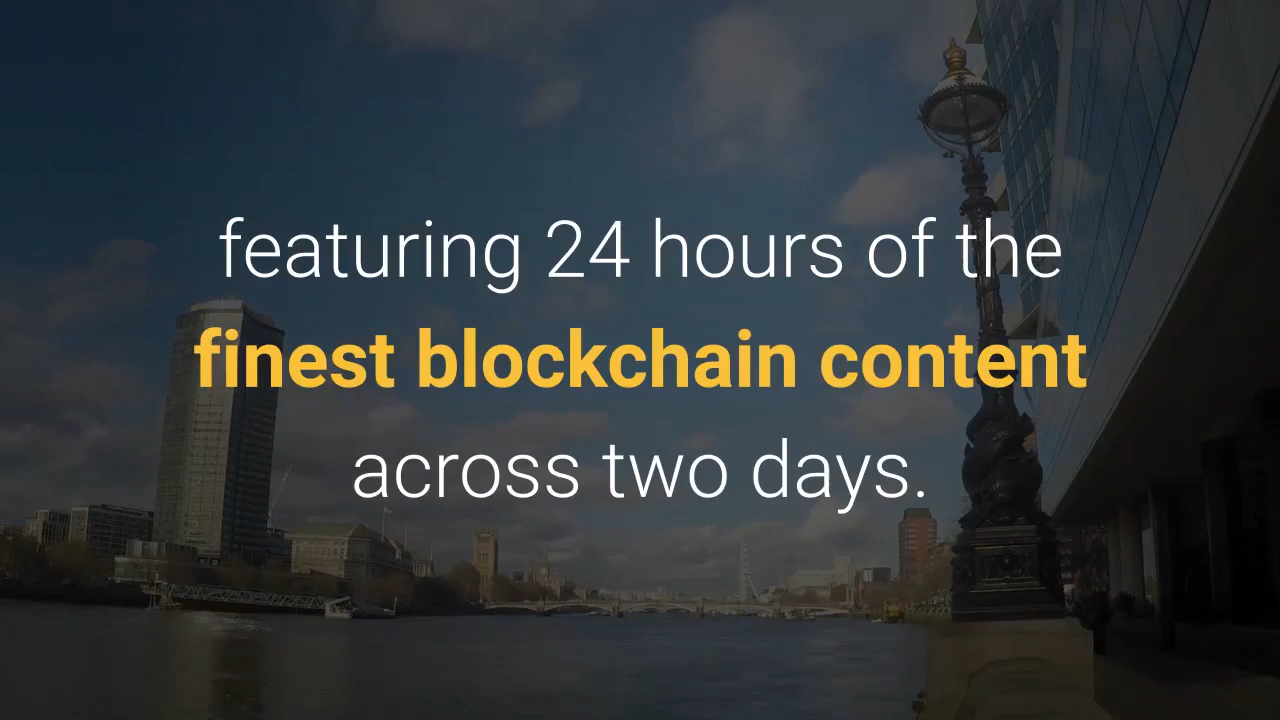 featuring 24 hours of the
finest blockchain content
across two days.